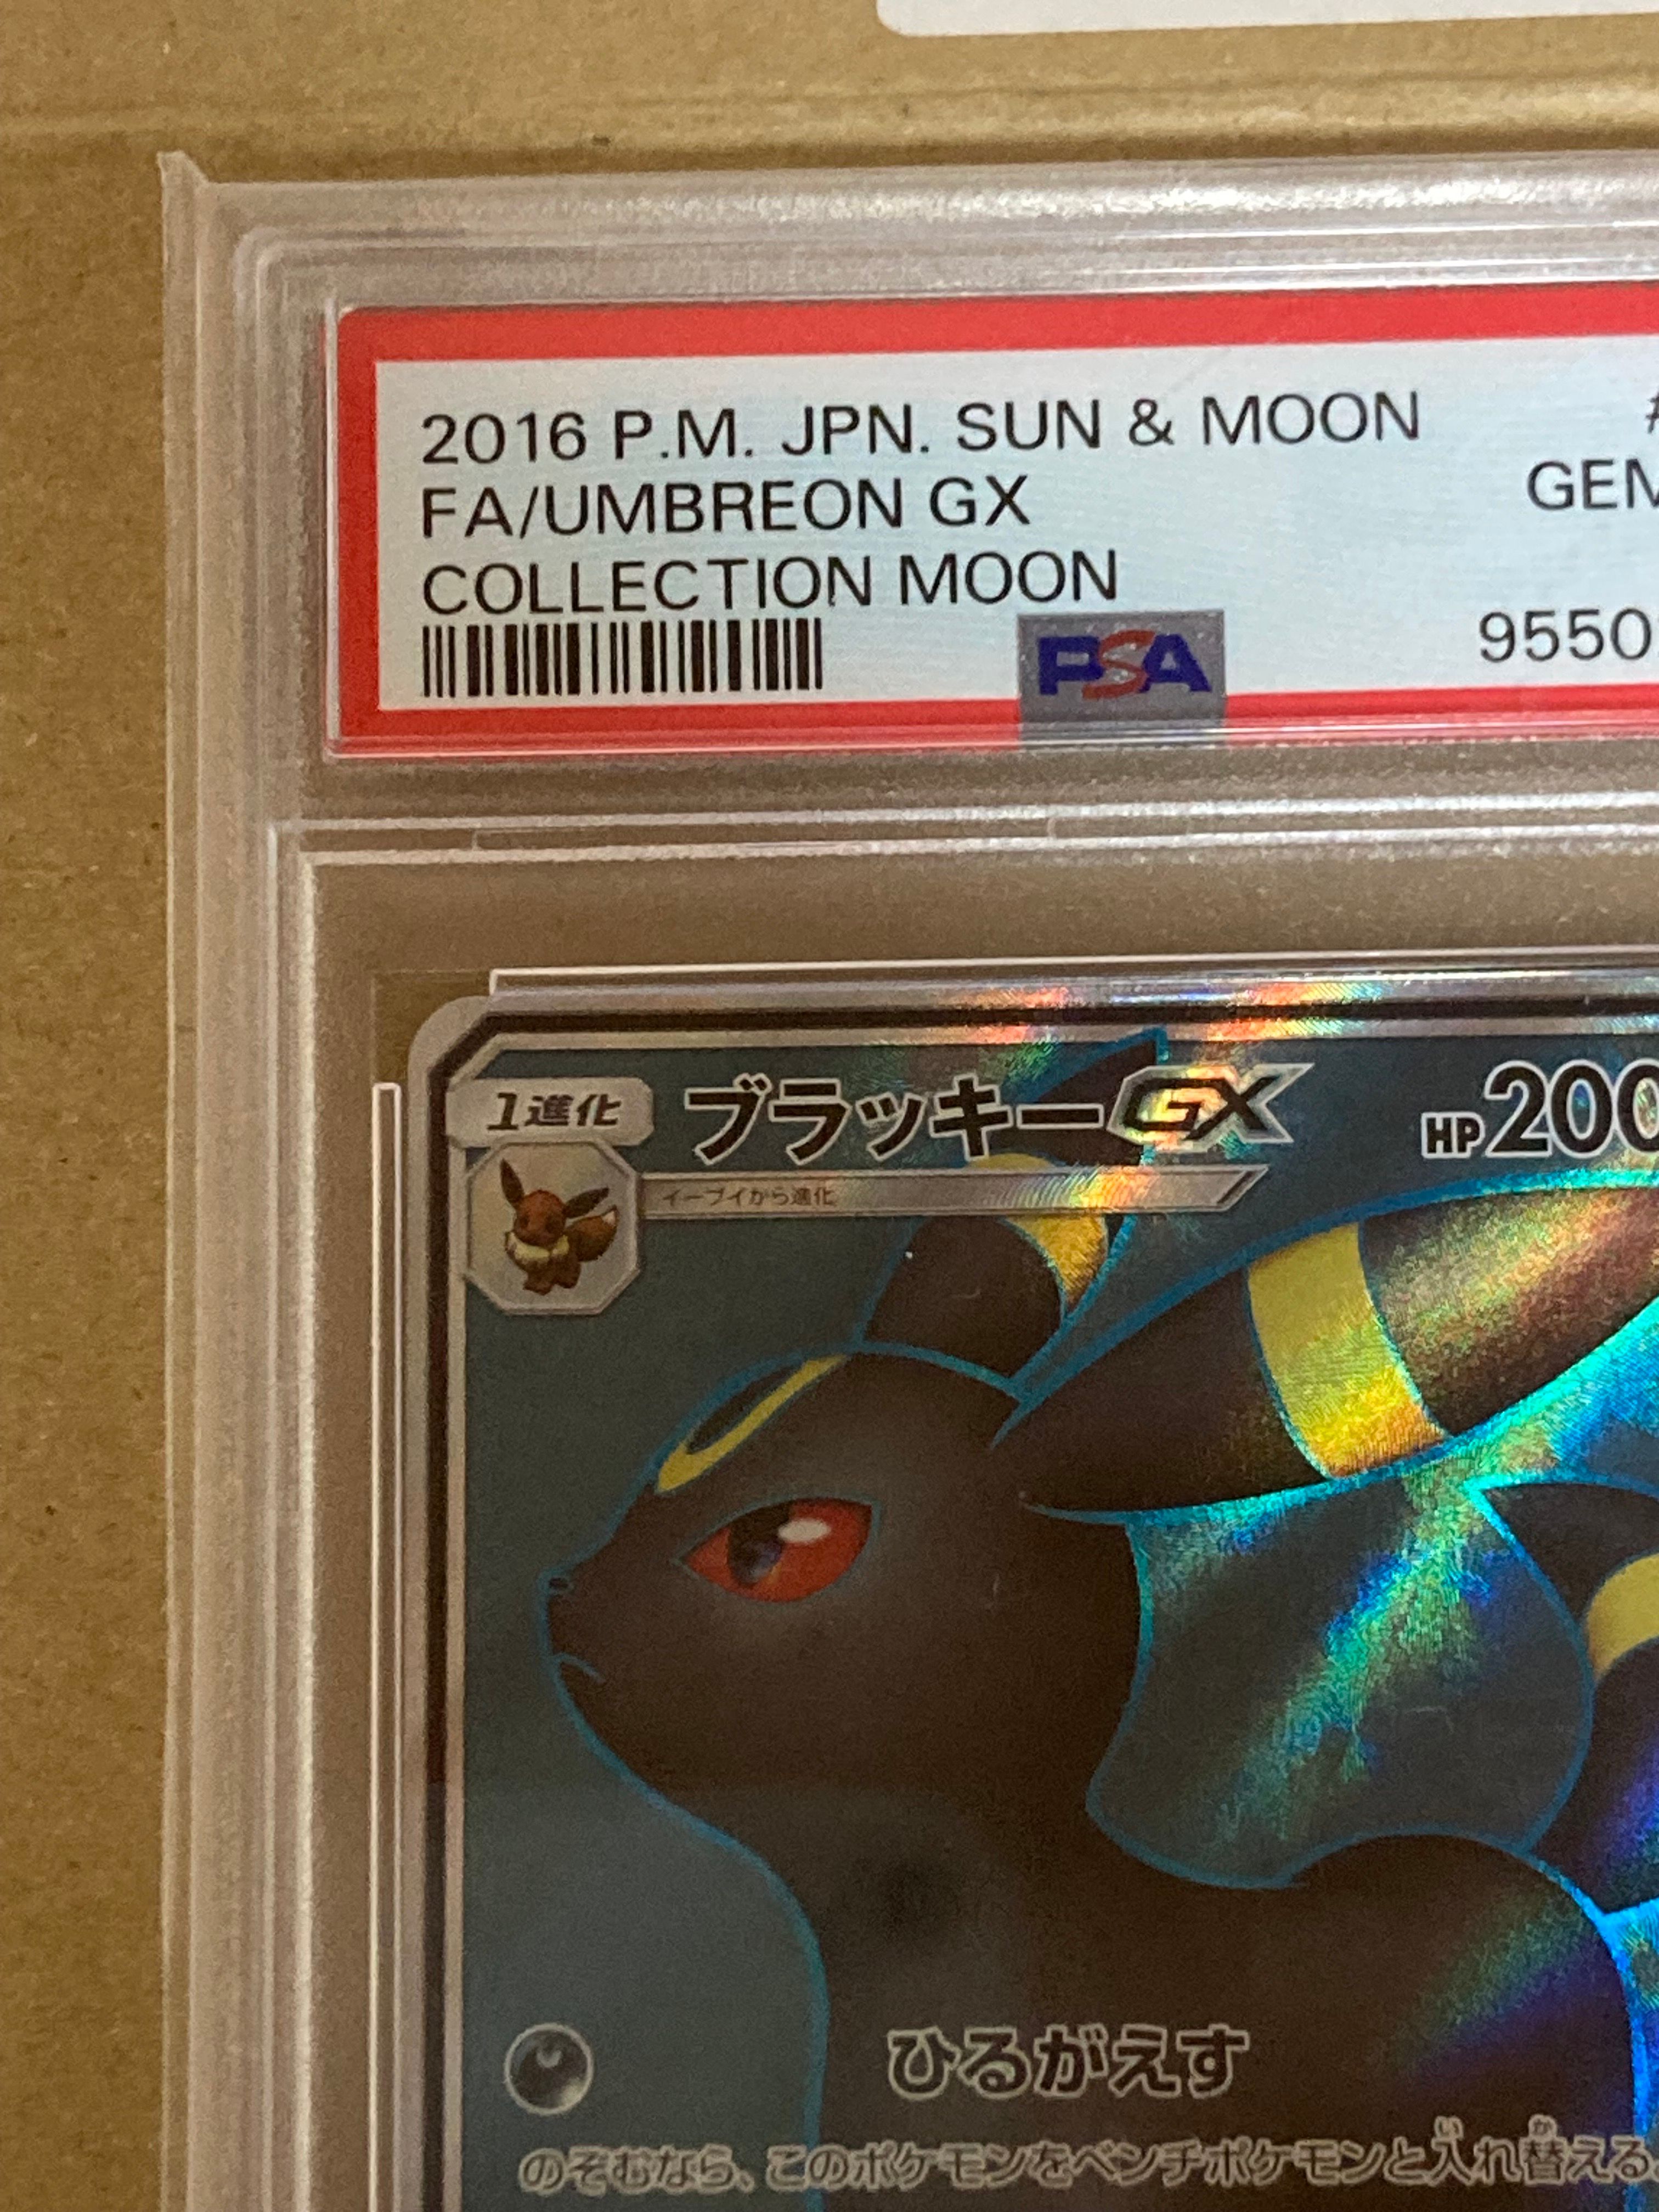 2016 P.M. JPN. SUN & MOON #
FA/UMBREON GX GEM
COLLECTION MOON
PSA 9550
1進化 ブラッキーGX HP200
イーブイから進化
ひるがえす
のぞむなら、このポケモンをベンチポケモンと入れ替える。